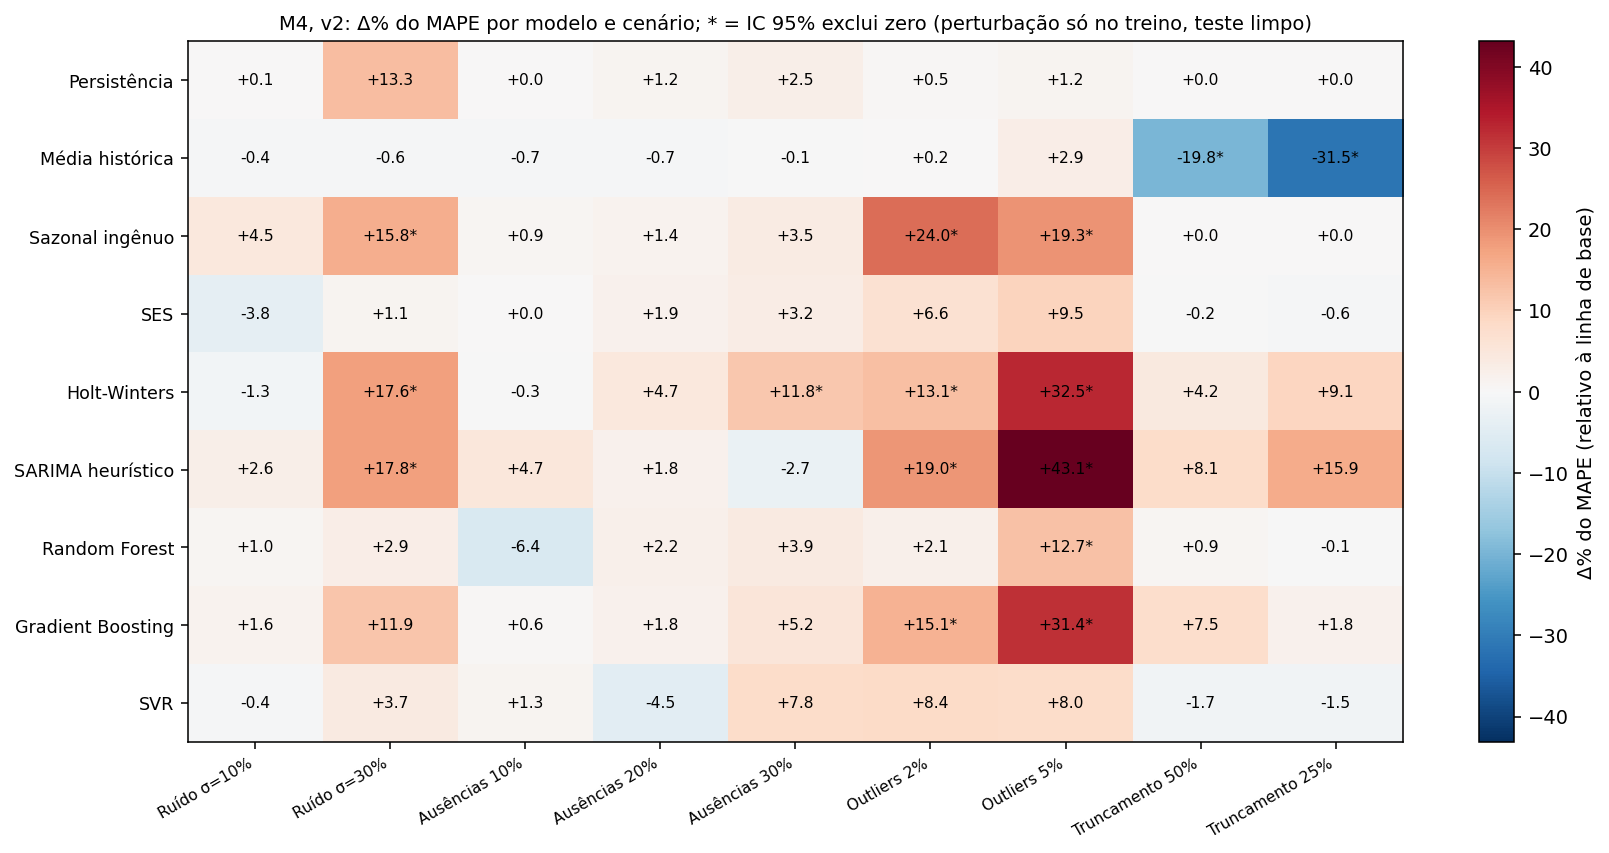 M4, v2: Δ% do MAPE por modelo e cenário; * = IC 95% exclui zero (perturbação só no treino, teste limpo)
Persistência +0.1 +13.3 +0.0 +1.2 +2.5 +0.5 +1.2 +0.0 +0.0
Média histórica -0.4 -0.6 -0.7 -0.7 -0.1 +0.2 +2.9 -19.8* -31.5*
Sazonal ingênuo +4.5 +15.8* +0.9 +1.4 +3.5 +24.0* +19.3* +0.0 +0.0
SES -3.8 +1.1 +0.0 +1.9 +3.2 +6.6 +9.5 -0.2 -0.6
Holt-Winters -1.3 +17.6* -0.3 +4.7 +11.8* +13.1* +32.5* +4.2 +9.1
SARIMA heurístico +2.6 +17.8* +4.7 +1.8 -2.7 +19.0* +43.1* +8.1 +15.9
Random Forest +1.0 +2.9 -6.4 +2.2 +3.9 +2.1 +12.7* +0.9 -0.1
Gradient Boosting +1.6 +11.9 +0.6 +1.8 +5.2 +15.1* +31.4* +7.5 +1.8
SVR -0.4 +3.7 +1.3 -4.5 +7.8 +8.4 +8.0 -1.7 -1.5
Ruído σ=10%
Ruído σ=30%
Ausências 10%
Ausências 20%
Ausências 30%
Outliers 2%
Outliers 5%
Truncamento 50%
Truncamento 25%
40
30
20
10
0
−10
−20
−30
−40
Δ% do MAPE (relativo à linha de base)